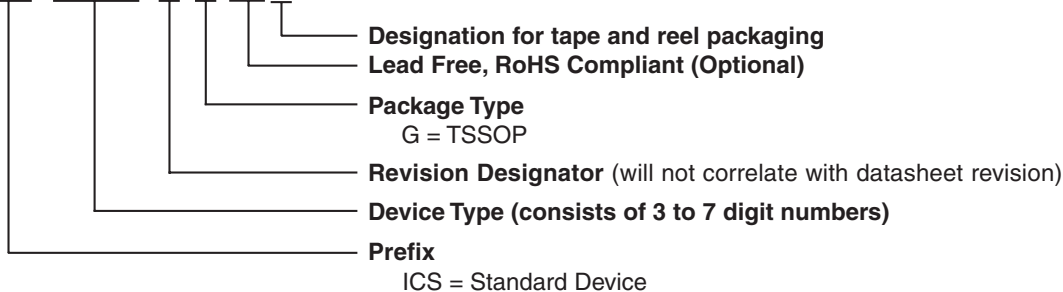 Designation for tape and reel packaging
Lead Free, RoHS Compliant (Optional)
Package Type
G = TSSOP
Revision Designator (will not correlate with datasheet revision)
Device Type (consists of 3 to 7 digit numbers)
Prefix
ICS = Standard Device